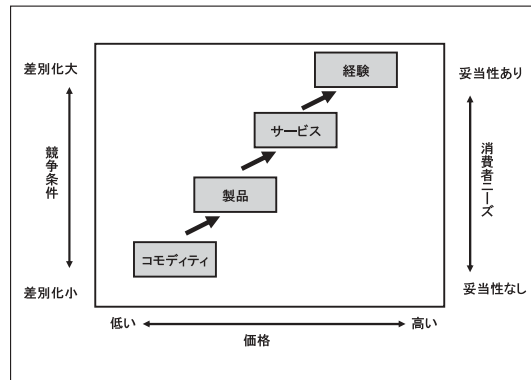 差別化大
経験
妥当性あり
サービス
競争条件
消費者ニーズ
製品
コモディティ
差別化小
妥当性なし
低い
高い
価格